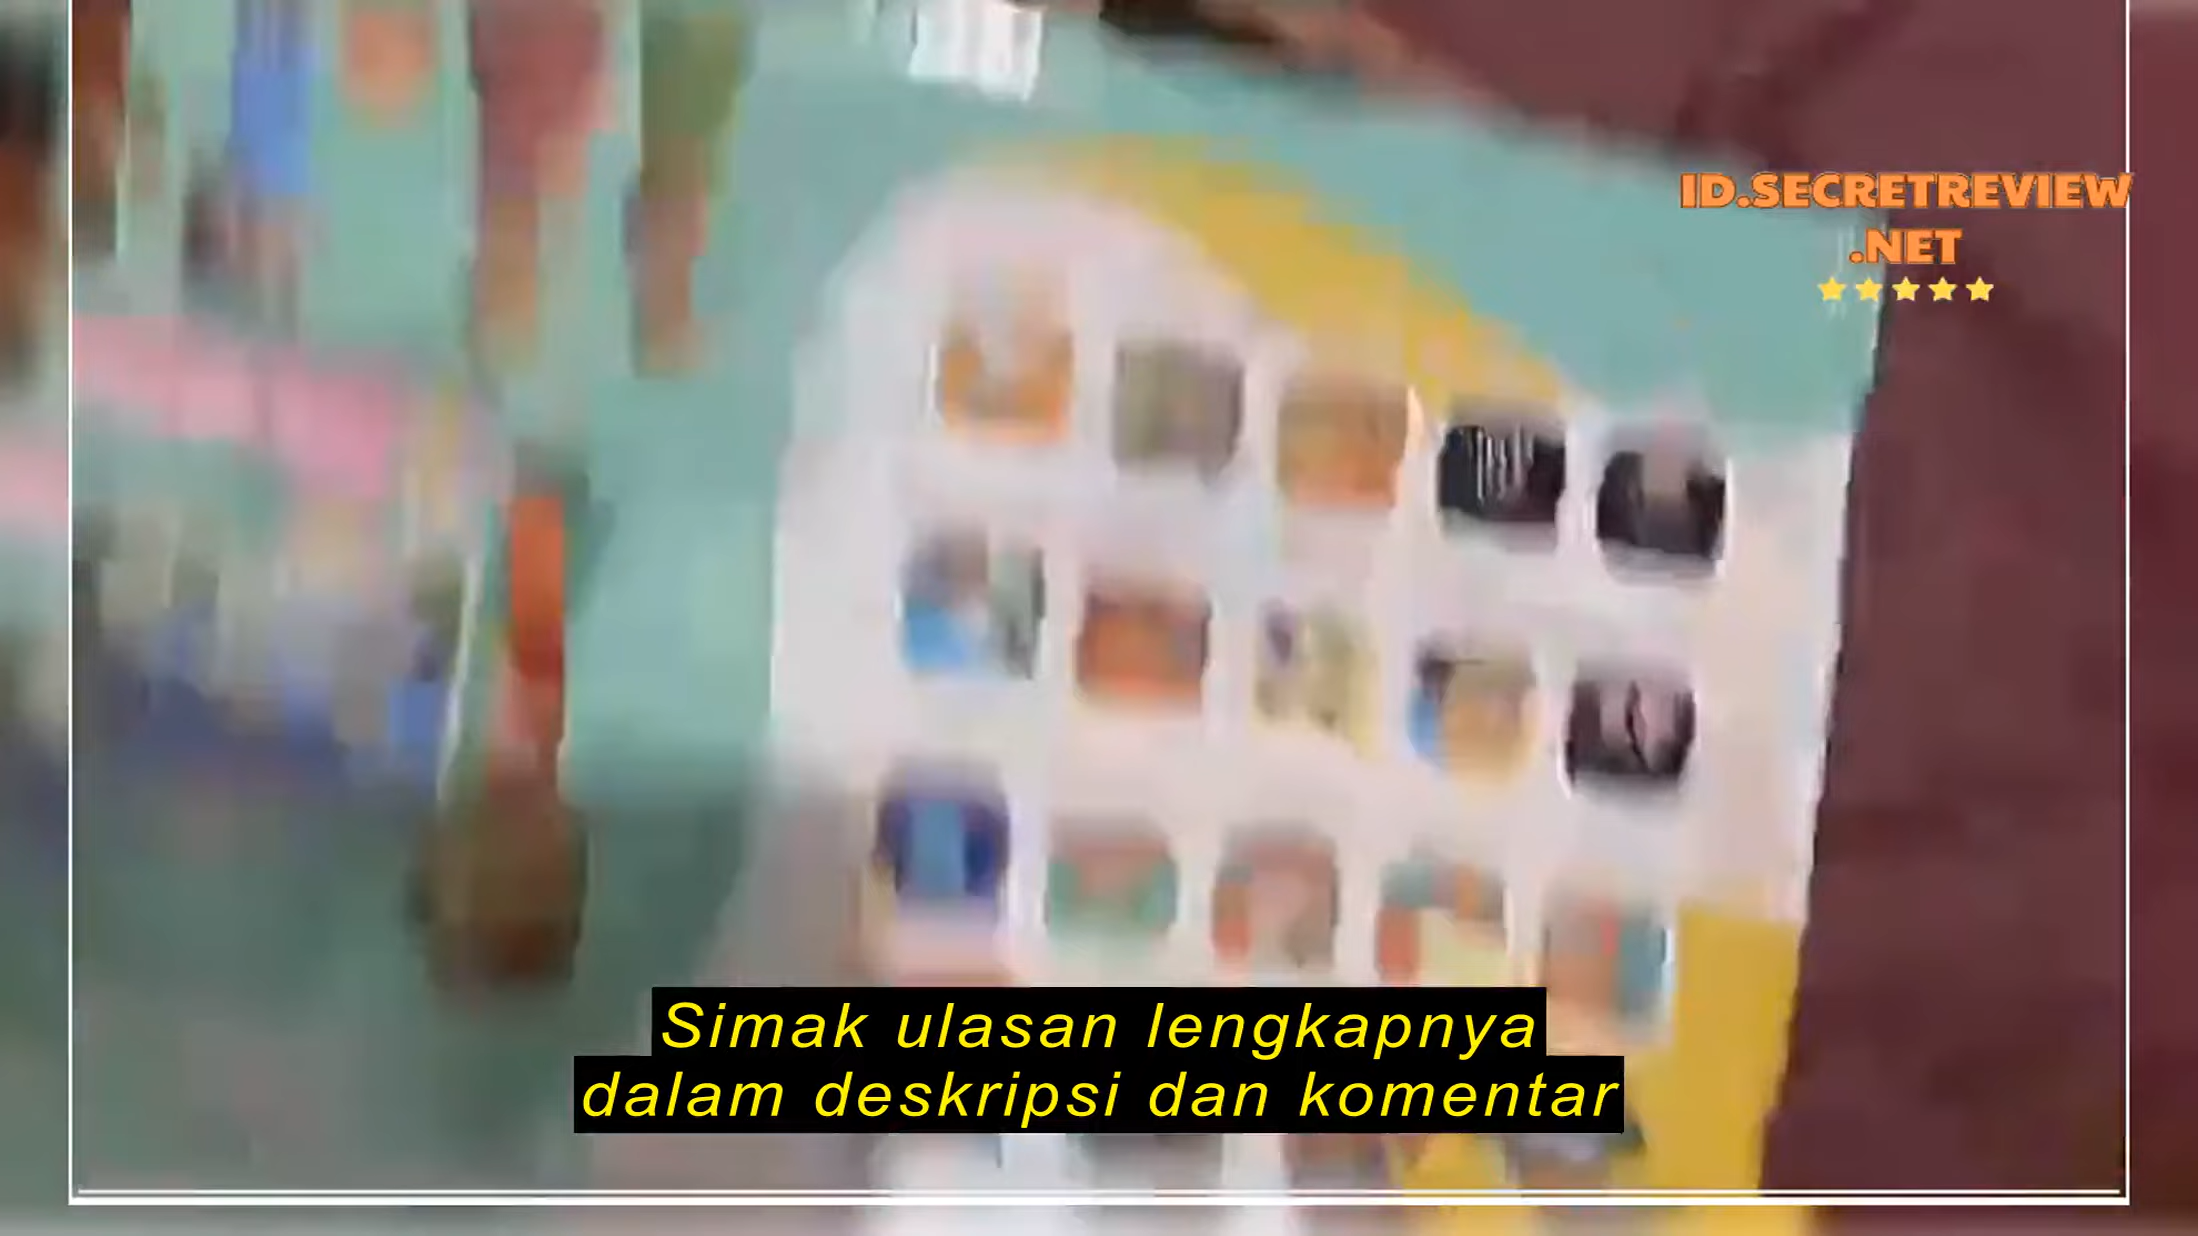 ID.SECRETREVIEW
.NET
Simak ulasan lengkapnya
dalam deskripsi dan komentar